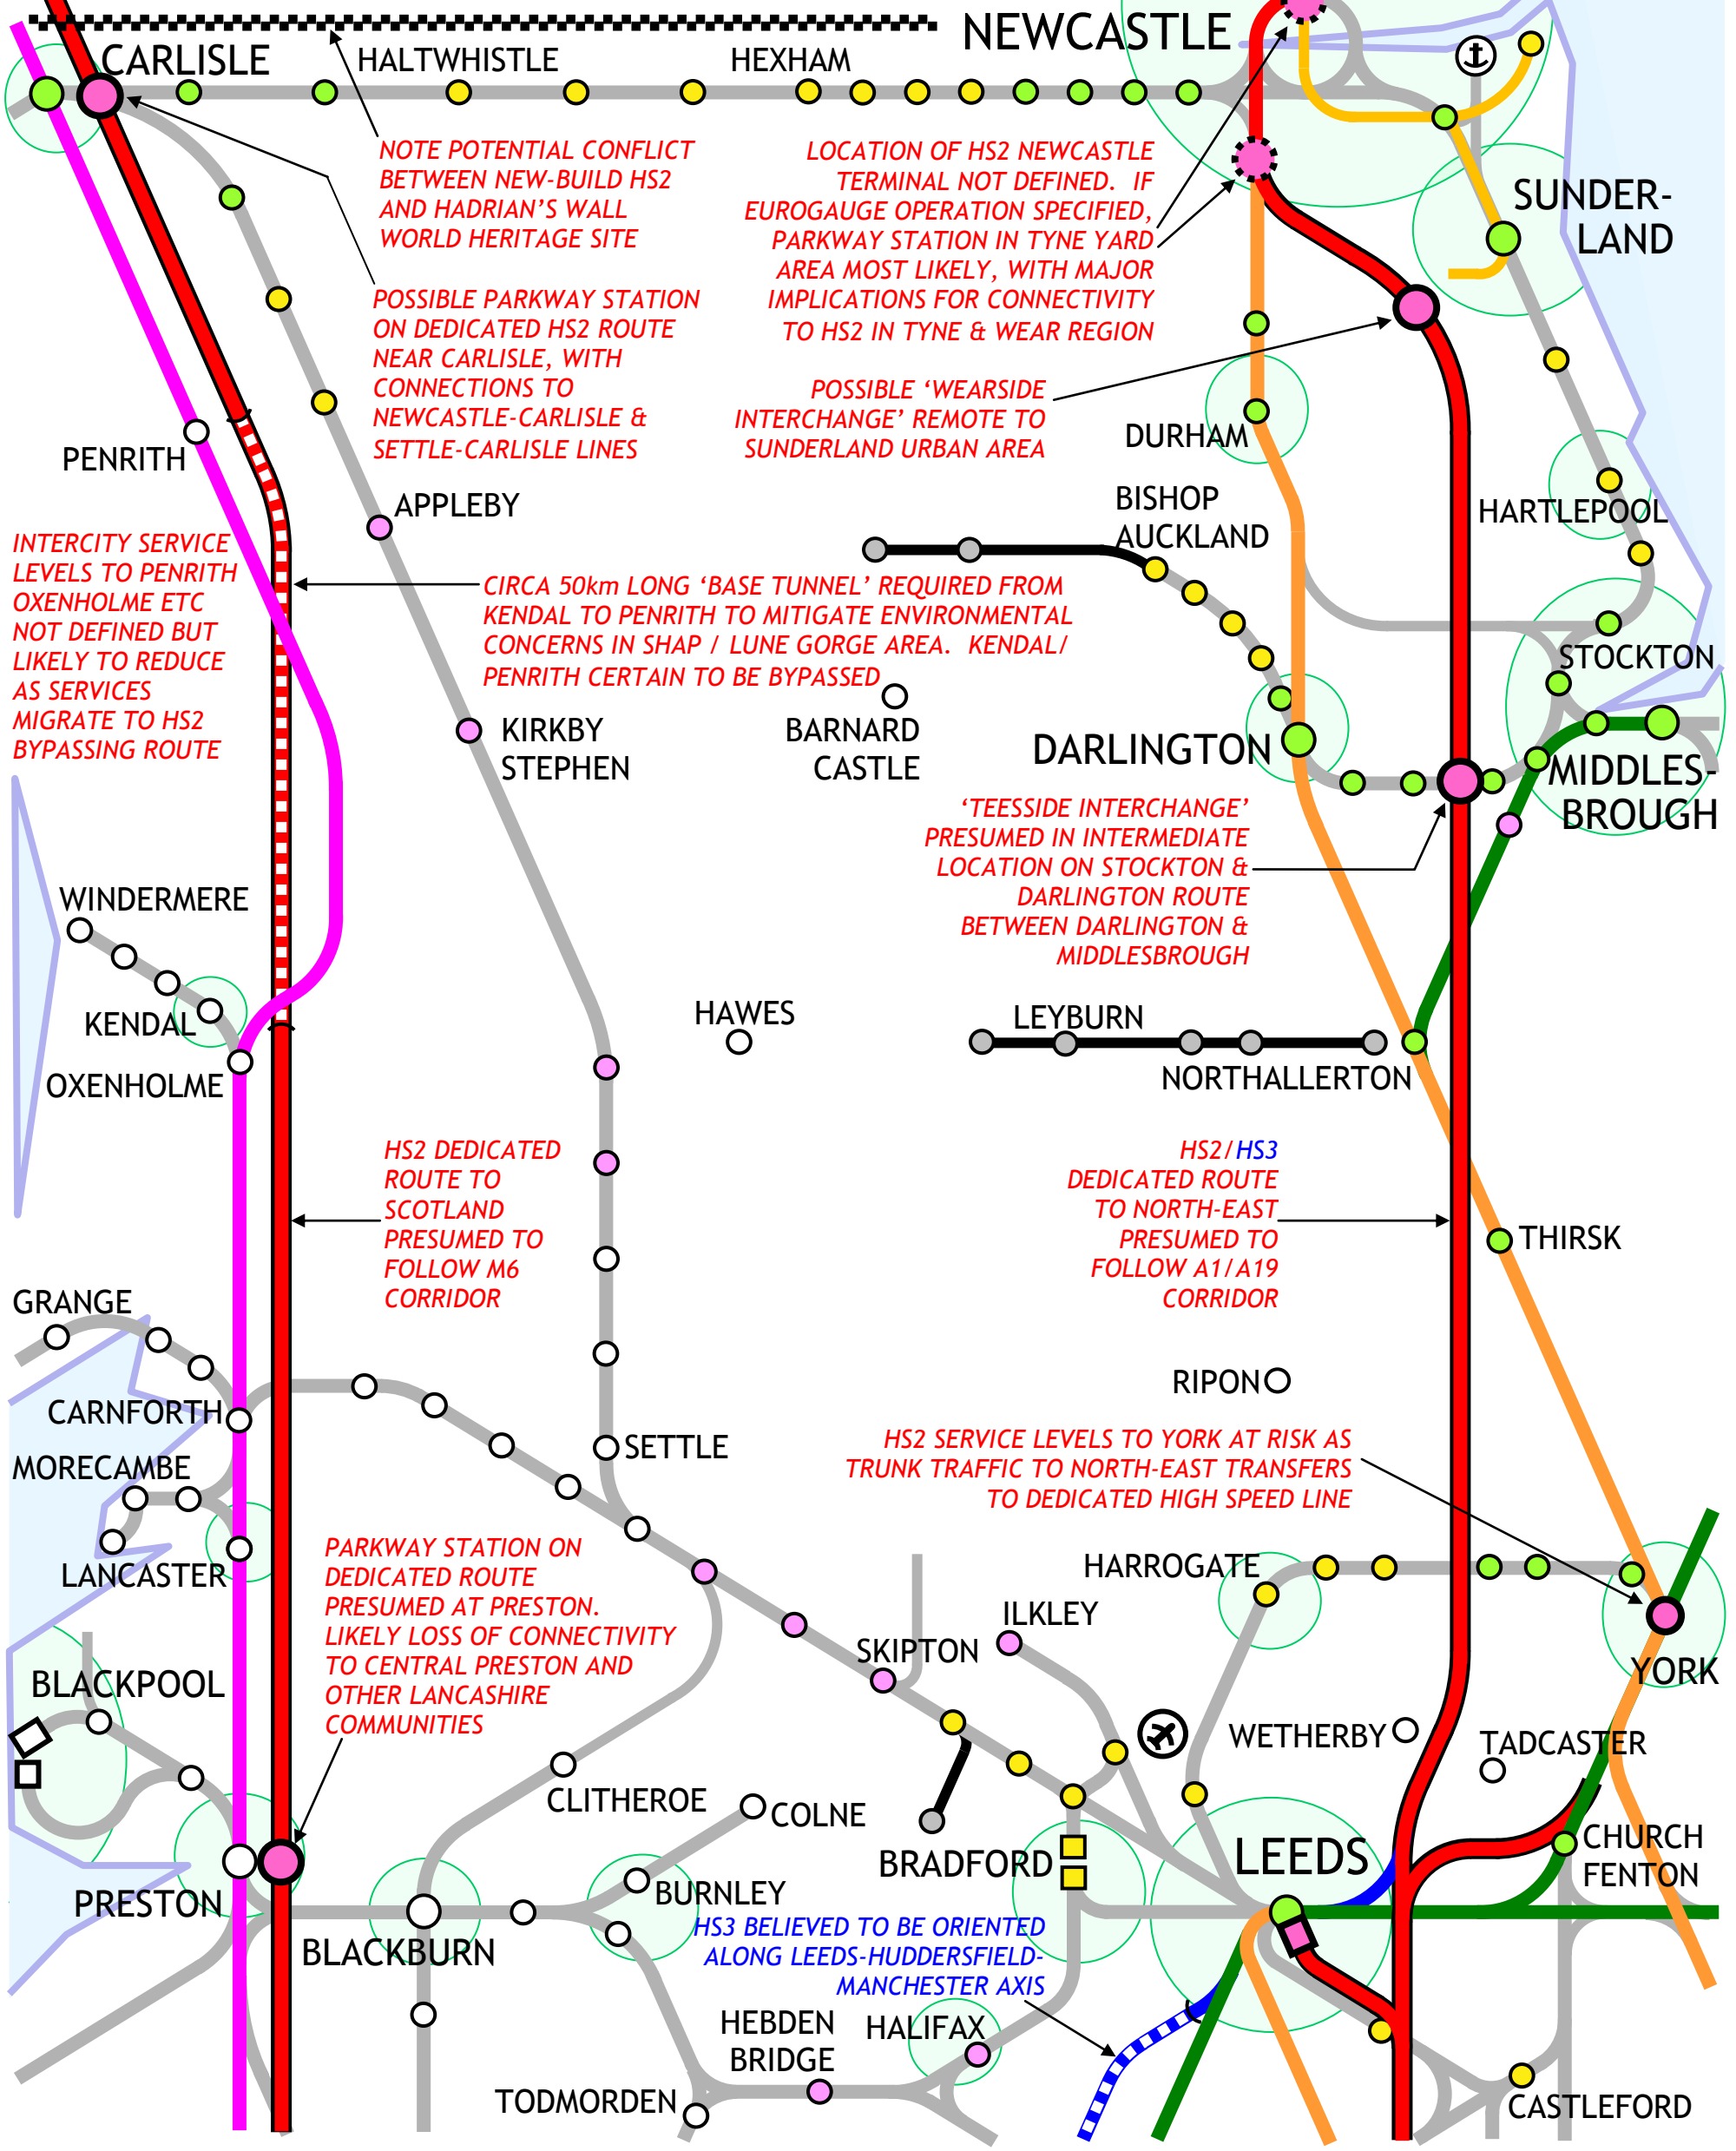 NEWCASTLE
CARLISLE
HALTWHISTLE
HEXHAM
NOTE POTENTIAL CONFLICT
BETWEEN NEW-BUILD HS2
AND HADRIAN'S WALL
WORLD HERITAGE SITE
LOCATION OF HS2 NEWCASTLE
TERMINAL NOT DEFINED. IF
EUROGAUGE OPERATION SPECIFIED,
PARKWAY STATION IN TYNE YARD
AREA MOST LIKELY, WITH MAJOR
IMPLICATIONS FOR CONNECTIVITY
TO HS2 IN TYNE & WEAR REGION
SUNDER-
LAND
POSSIBLE PARKWAY STATION
ON DEDICATED HS2 ROUTE
NEAR CARLISLE, WITH
CONNECTIONS TO
NEWCASTLE-CARLISLE &
SETTLE-CARLISLE LINES
POSSIBLE 'WEARSIDE
INTERCHANGE' REMOTE TO
SUNDERLAND URBAN AREA
DURHAM
PENRITH
APPLEBY
BISHOP
AUCKLAND
HARTLEPOOL
INTERCITY SERVICE
LEVELS TO PENRITH
OXENHOLME ETC
NOT DEFINED BUT
LIKELY TO REDUCE
AS SERVICES
MIGRATE TO HS2
BYPASSING ROUTE
CIRCA 50km LONG 'BASE TUNNEL' REQUIRED FROM
KENDAL TO PENRITH TO MITIGATE ENVIRONMENTAL
CONCERNS IN SHAP / LUNE GORGE AREA. KENDAL/
PENRITH CERTAIN TO BE BYPASSED
STOCKTON
KIRKBY
STEPHEN
BARNARD
CASTLE
DARLINGTON
MIDDLES-
BROUGH
'TEESSIDE INTERCHANGE'
PRESUMED IN INTERMEDIATE
LOCATION ON STOCKTON &
DARLINGTON ROUTE
BETWEEN DARLINGTON &
MIDDLESBROUGH
WINDERMERE
KENDAL
OXENHOLME
HAWES
LEYBURN
NORTHALLERTON
HS2 DEDICATED
ROUTE TO
SCOTLAND
PRESUMED TO
FOLLOW M6
CORRIDOR
HS2/HS3
DEDICATED ROUTE
TO NORTH-EAST
PRESUMED TO
FOLLOW A1/A19
CORRIDOR
THIRSK
GRANGE
RIPON
CARNFORTH
SETTLE
HS2 SERVICE LEVELS TO YORK AT RISK AS
TRUNK TRAFFIC TO NORTH-EAST TRANSFERS
TO DEDICATED HIGH SPEED LINE
MORECAMBE
LANCASTER
PARKWAY STATION ON
DEDICATED ROUTE
PRESUMED AT PRESTON.
LIKELY LOSS OF CONNECTIVITY
TO CENTRAL PRESTON AND
OTHER LANCASHIRE
COMMUNITIES
HARROGATE
ILKLEY
SKIPTON
YORK
BLACKPOOL
WETHERBY
TADCASTER
CLITHEROE
COLNE
BRADFORD
LEEDS
CHURCH
FENTON
PRESTON
BURNLEY
BLACKBURN
HS3 BELIEVED TO BE ORIENTED
ALONG LEEDS-HUDDERSFIELD-
MANCHESTER AXIS
HEBDEN
BRIDGE
HALIFAX
TODMORDEN
CASTLEFORD